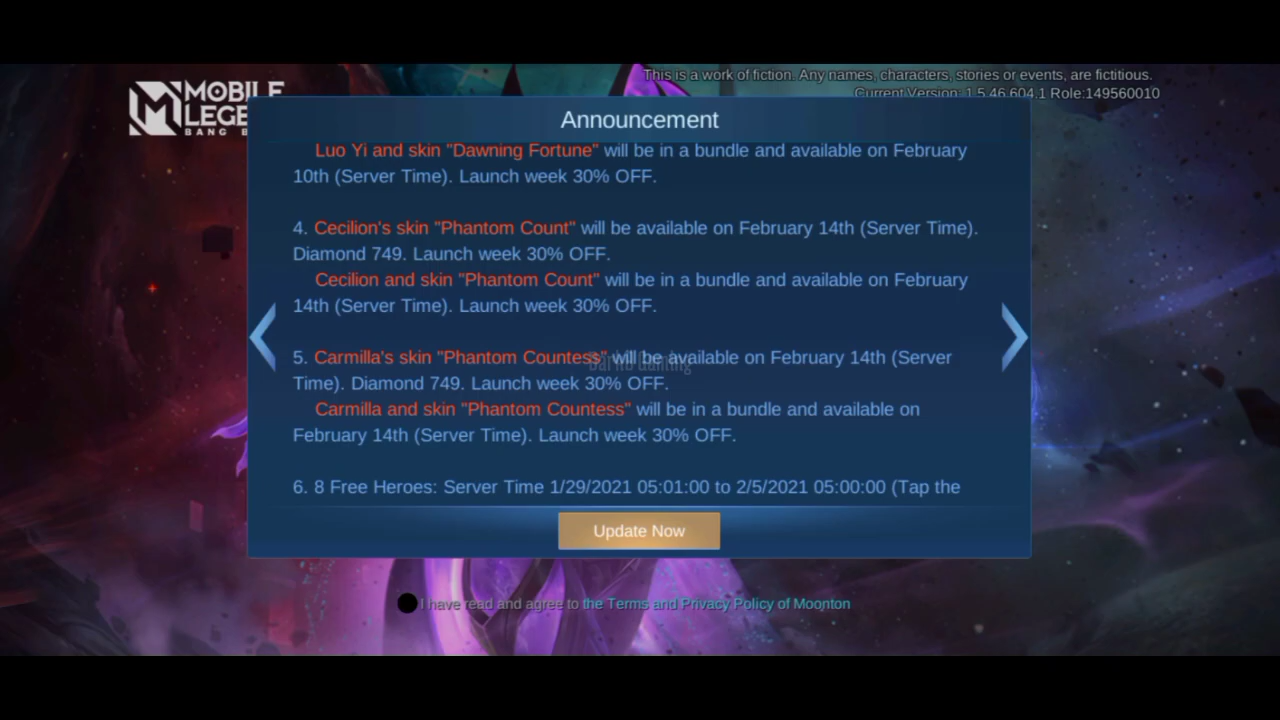 This is a work of fiction. Any names, characters, stories or events, are fictitious.
MOBILE
Current Version: 1.5.46.604.1 Role:149560010
LEGE
BANG B
Announcement
Luo Yi and skin "Dawning Fortune" will be in a bundle and available on February
10th (Server Time). Launch week 30% OFF.
4. Cecilion's skin "Phantom Count" will be available on February 14th (Server Time).
Diamond 749. Launch week 30% OFF.
Cecilion and skin "Phantom Count" will be in a bundle and available on February
14th (Server Time). Launch week 30% OFF.
5. Carmilla's skin "Phantom Countess" will be available on February 14th (Server
Gaming
Time). Diamond 749. Launch week 30% OFF.
Carmilla and skin "Phantom Countess" will be in a bundle and available on
February 14th (Server Time). Launch week 30% OFF.
6. 8 Free Heroes: Server Time 1/29/2021 05:01:00 to 2/5/2021 05:00:00 (Tap the
Update Now
I have read and agree to the Terms and Privacy Policy of Moonton